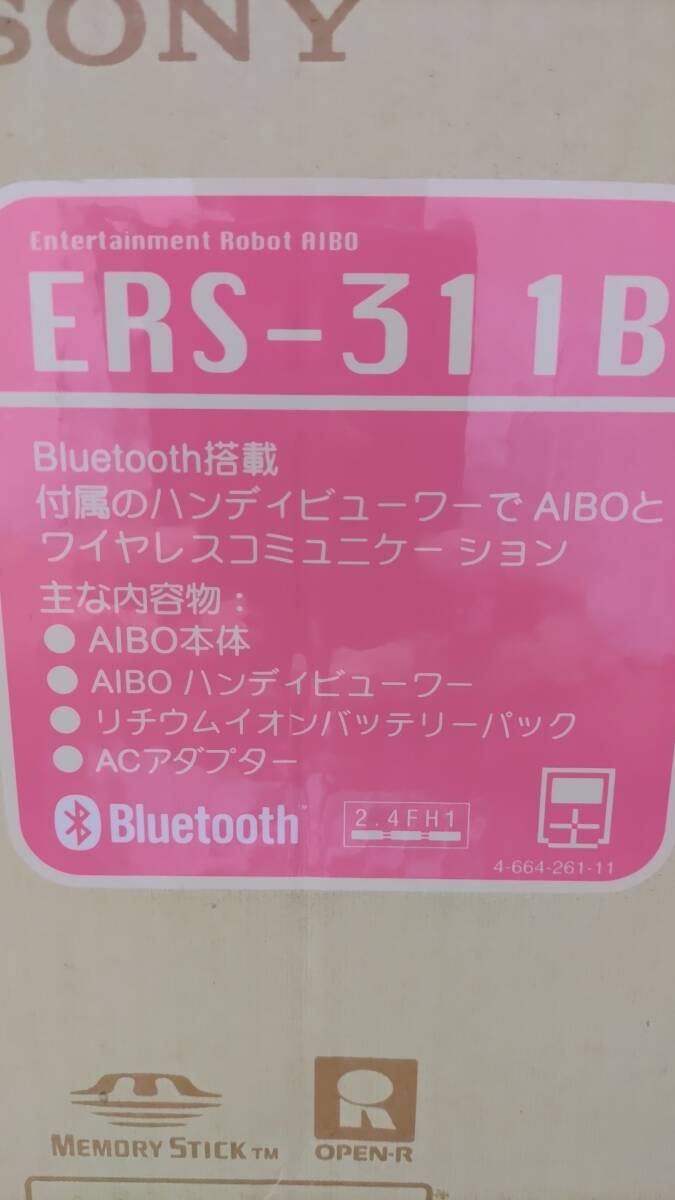 SONY
Entertainment Robot AIBO
ERS-311B
Bluetooth搭載
付属のハンディビューワーで AIBOと
ワイヤレスコミュニケーション
主な内容物：
● AIBO本体
● AIBO ハンディビューワー
● リチウムイオンバッテリーパック
● ACアダプター
Bluetooth™
2.4FH1
4-664-261-11
MEMORY STICK™
OPEN-R